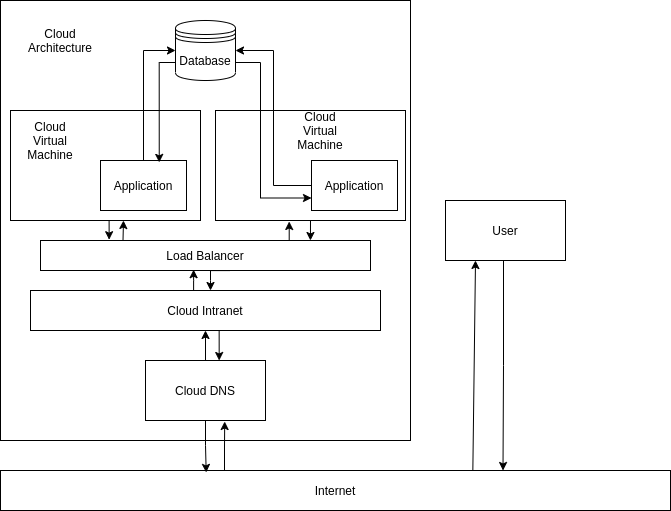 Cloud
Architecture
Database
Cloud
Virtual
Machine
Application
Cloud
Virtual
Machine
Application
Load Balancer
Cloud Intranet
Cloud DNS
User
Internet